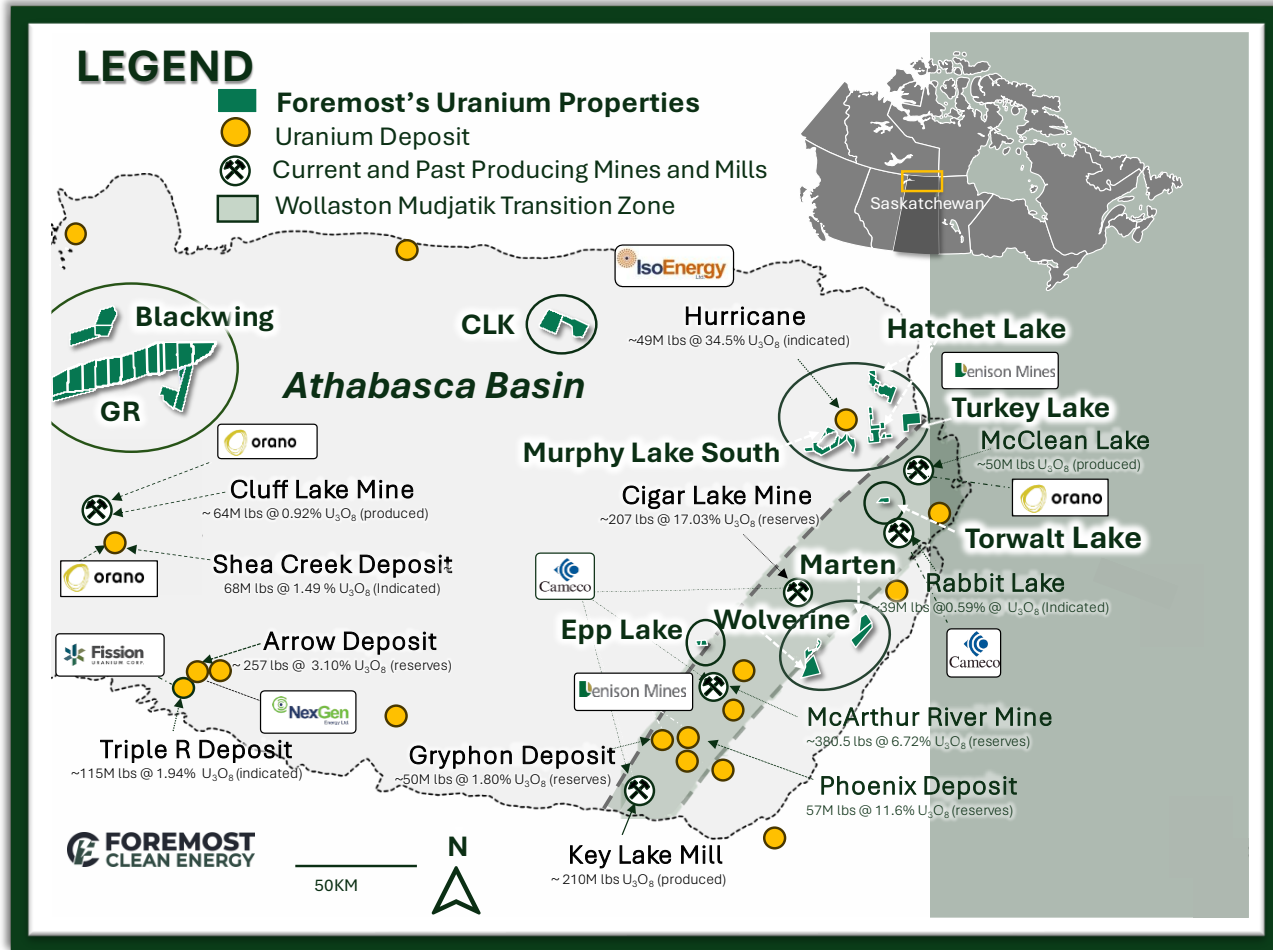 LEGEND
Foremost's Uranium Properties
Uranium Deposit
Current and Past Producing Mines and Mills
Wollaston Mudjatik Transition Zone
Saskatchewan
IsoEnergy Ltd.
Blackwing
CLK
Hurricane
~49M lbs @ 34.5% U₃O₈ (indicated)
Hatchet Lake
Denison Mines
Athabasca Basin
GR
Turkey Lake
orano
Murphy Lake South
McClean Lake
~50M lbs U₃O₈ (produced)
Cluff Lake Mine
~ 64M lbs @ 0.92% U₃O₈ (produced)
Cigar Lake Mine
~207 lbs @ 17.03% U₃O₈ (reserves)
orano
Torwalt Lake
Shea Creek Deposit
68M lbs @ 1.49 % U₃O₈ (Indicated)
orano
Cameco
Marten
Rabbit Lake
~39M lbs @0.59% @ U₃O₈ (Indicated)
Epp Lake
Wolverine
Arrow Deposit
~ 257 lbs @ 3.10% U₃O₈ (reserves)
Fission
URANIUM CORP.
Cameco
Denison Mines
NexGen
Energy Ltd.
McArthur River Mine
~380.5 lbs @ 6.72% U₃O₈ (reserves)
Triple R Deposit
~115M lbs @ 1.94% U₃O₈ (indicated)
Gryphon Deposit
~50M lbs @ 1.80% U₃O₈ (reserves)
Phoenix Deposit
57M lbs @ 11.6% U₃O₈ (reserves)
FOREMOST
CLEAN ENERGY
50KM
N
Key Lake Mill
~ 210M lbs U₃O₈ (produced)